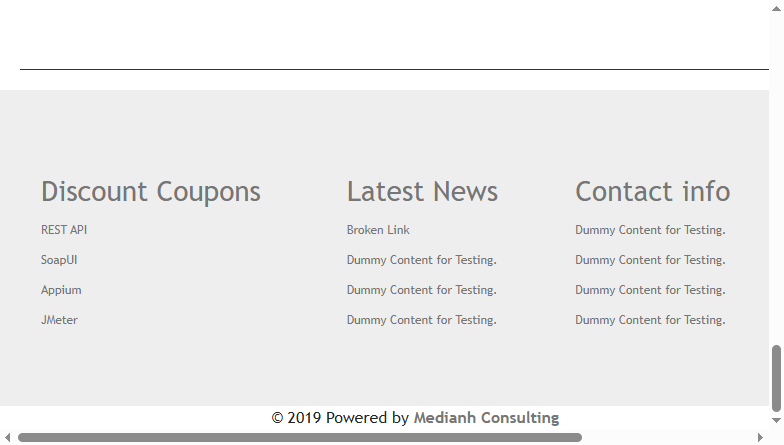 Discount Coupons
REST API
SoapUI
Appium
JMeter
Latest News
Broken Link
Dummy Content for Testing.
Dummy Content for Testing.
Dummy Content for Testing.
Contact info
Dummy Content for Testing.
Dummy Content for Testing.
Dummy Content for Testing.
Dummy Content for Testing.
© 2019 Powered by Medianh Consulting